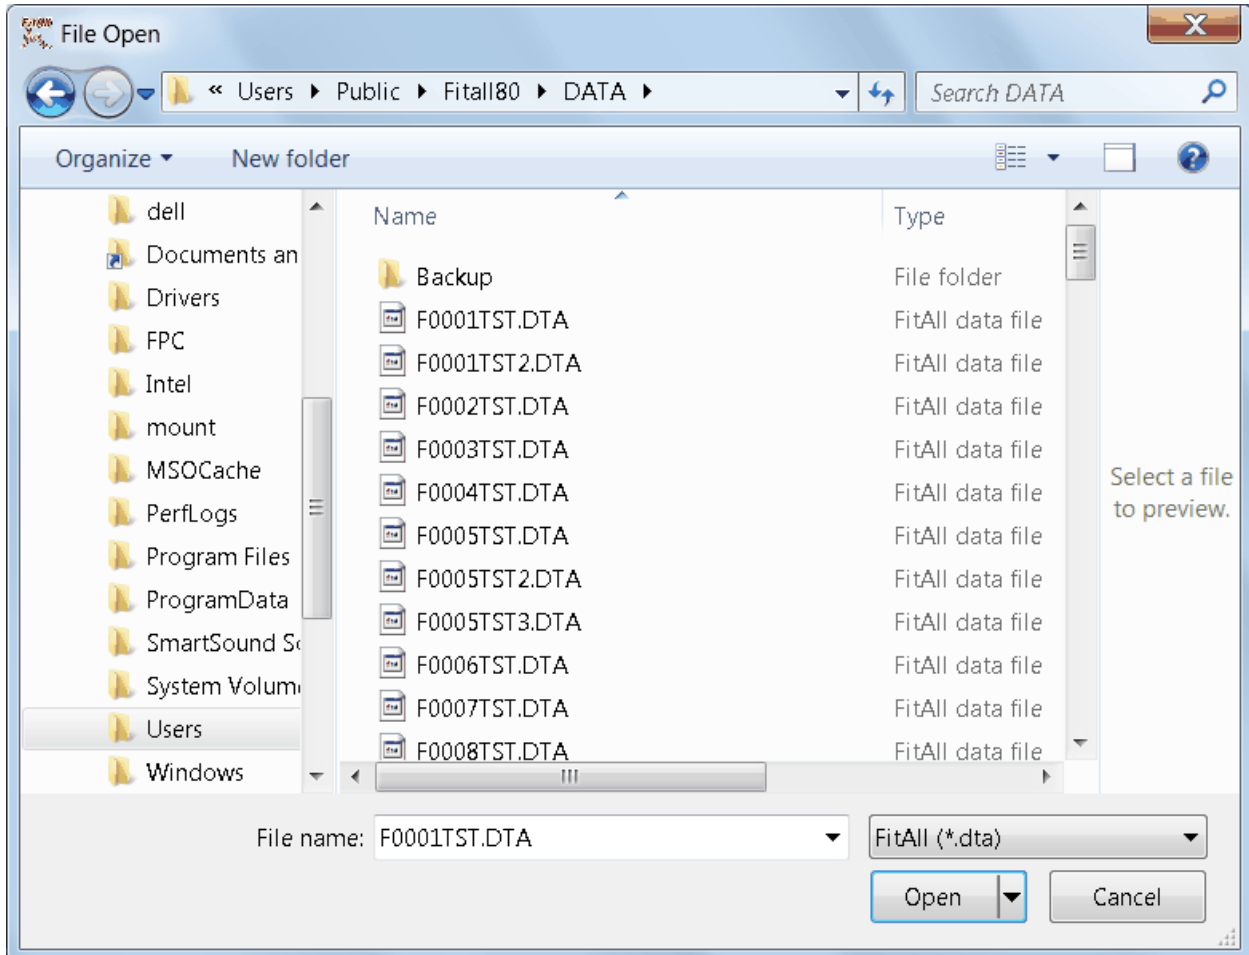 File Open
« Users ▸ Public ▸ Fitall80 ▸ DATA ▸ Search DATA
Organize New folder
Name Type
dell
Documents an
Drivers
FPC
Intel
mount
MSOCache
PerfLogs
Program Files
ProgramData
SmartSound S
System Volum
Users
Windows
Backup File folder
F0001TST.DTA FitAll data file
F0001TST2.DTA FitAll data file
F0002TST.DTA FitAll data file
F0003TST.DTA FitAll data file
F0004TST.DTA FitAll data file
F0005TST.DTA FitAll data file
F0005TST2.DTA FitAll data file
F0005TST3.DTA FitAll data file
F0006TST.DTA FitAll data file
F0007TST.DTA FitAll data file
F0008TST.DTA FitAll data file
Select a file
to preview.
File name: F0001TST.DTA FitAll (*.dta)
Open Cancel